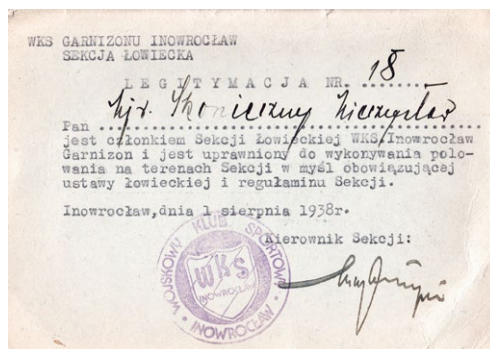 WKS GARNIZONU INOWROCŁAW
SEKCJA ŁOWIECKA
LEGITYMACJA NR. 18
Pan Mjr. Skoniczny Mieczysław
jest członkiem Sekcji Łowieckiej WKS/Inowrocław
Garnizon i jest uprawniony do wykonywania polo-
wania na terenach Sekcji w myśl obowiązującej
ustawy łowieckiej i regulaminu Sekcji.
Inowrocław,dnia 1 sierpnia 1938r.
Kierownik Sekcji:
WOJSKOWY KLUB SPORTOWY
WKS
INOWROCŁAW
INOWROCŁAW